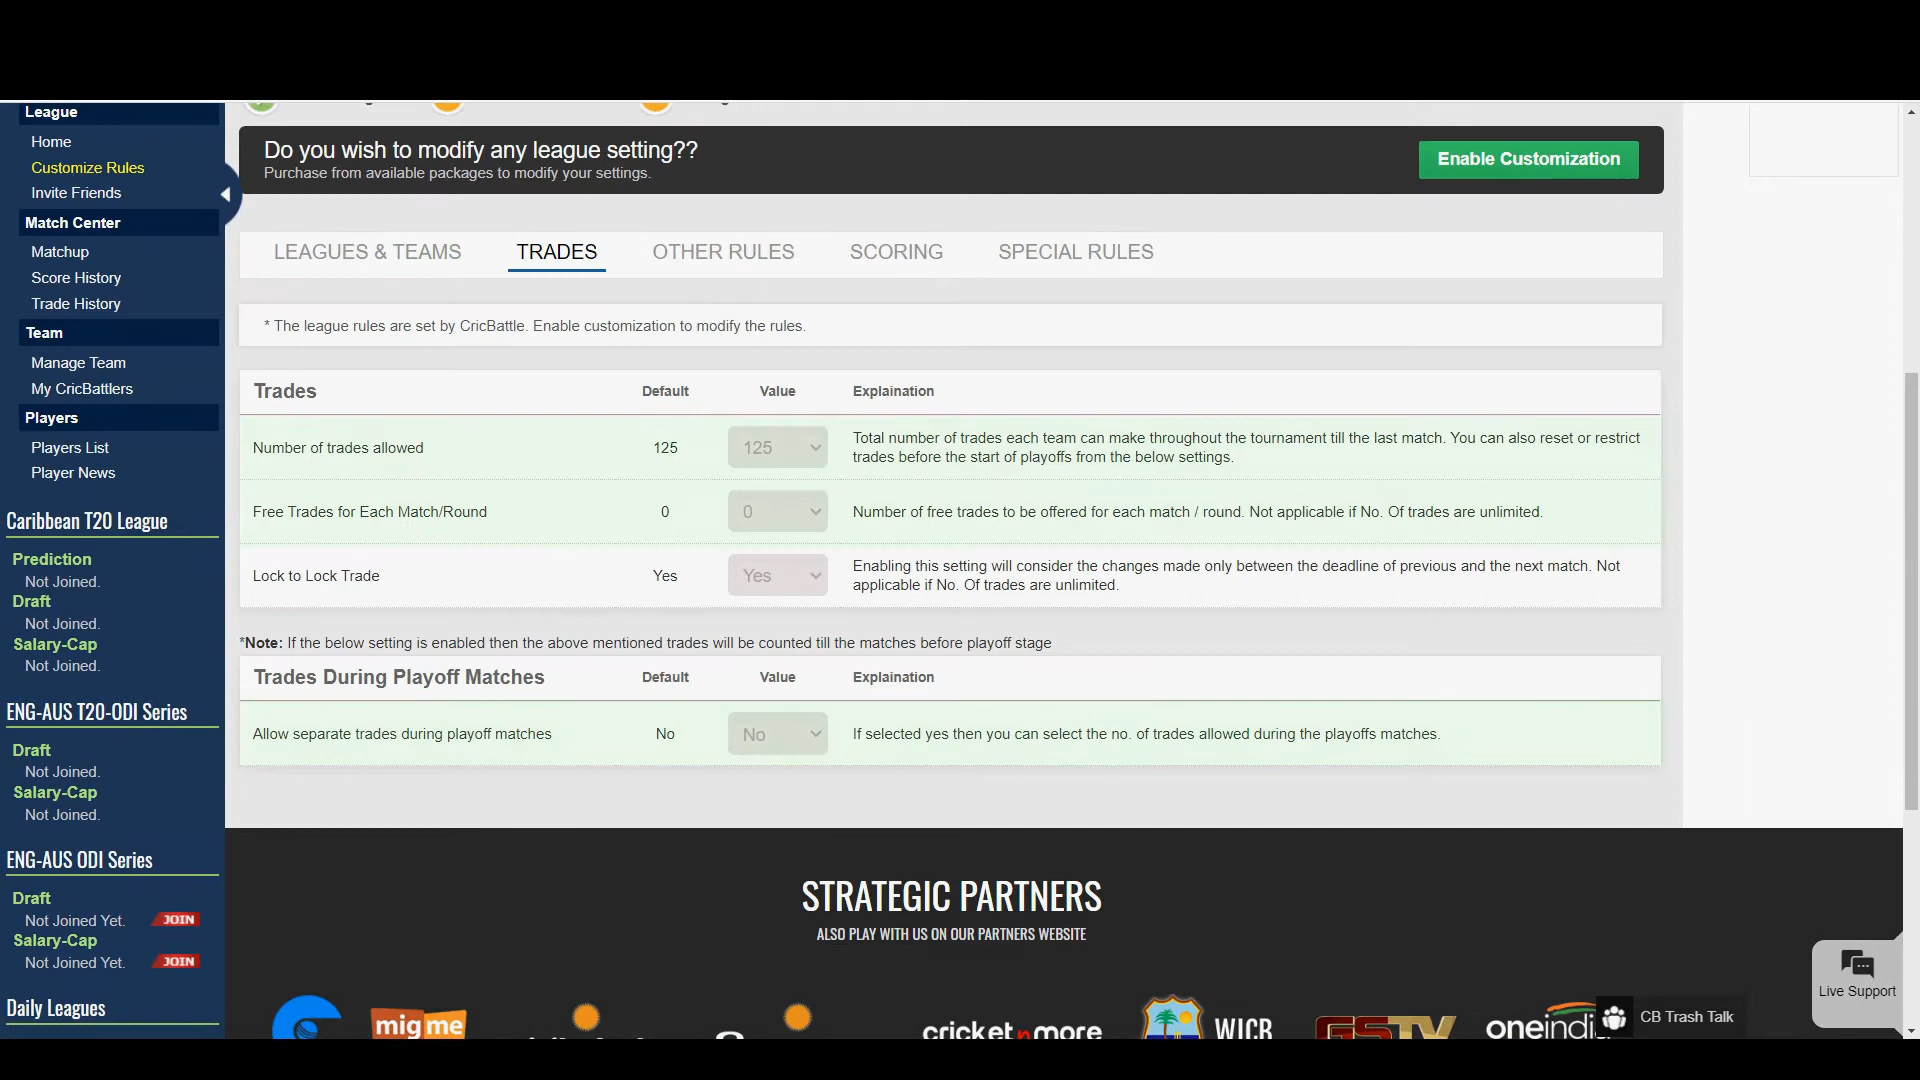 League
Home
Customize Rules
Invite Friends
Match Center
Matchup
Score History
Trade History
Team
Manage Team
My CricBattlers
Players
Players List
Player News
Caribbean T20 League
Prediction
Not Joined.
Draft
Not Joined.
Salary-Cap
Not Joined.
ENG-AUS T20-ODI Series
Draft
Not Joined.
Salary-Cap
Not Joined.
ENG-AUS ODI Series
Draft
Not Joined Yet. JOIN
Salary-Cap
Not Joined Yet. JOIN
Daily Leagues
Do you wish to modify any league setting??
Purchase from available packages to modify your settings.
Enable Customization
LEAGUES & TEAMS TRADES OTHER RULES SCORING SPECIAL RULES
* The league rules are set by CricBattle. Enable customization to modify the rules.
Trades Default Value Explaination
Number of trades allowed 125 125 Total number of trades each team can make throughout the tournament till the last match. You can also reset or restrict
trades before the start of playoffs from the below settings.
Free Trades for Each Match/Round 0 0 Number of free trades to be offered for each match / round. Not applicable if No. Of trades are unlimited.
Lock to Lock Trade Yes Yes Enabling this setting will consider the changes made only between the deadline of previous and the next match. Not
applicable if No. Of trades are unlimited.
*Note: If the below setting is enabled then the above mentioned trades will be counted till the matches before playoff stage
Trades During Playoff Matches Default Value Explaination
Allow separate trades during playoff matches No No If selected yes then you can select the no. of trades allowed during the playoffs matches.
STRATEGIC PARTNERS
ALSO PLAY WITH US ON OUR PARTNERS WEBSITE
mig me
cricketnmore
WICB
GSTV
oneindi
CB Trash Talk
Live Support